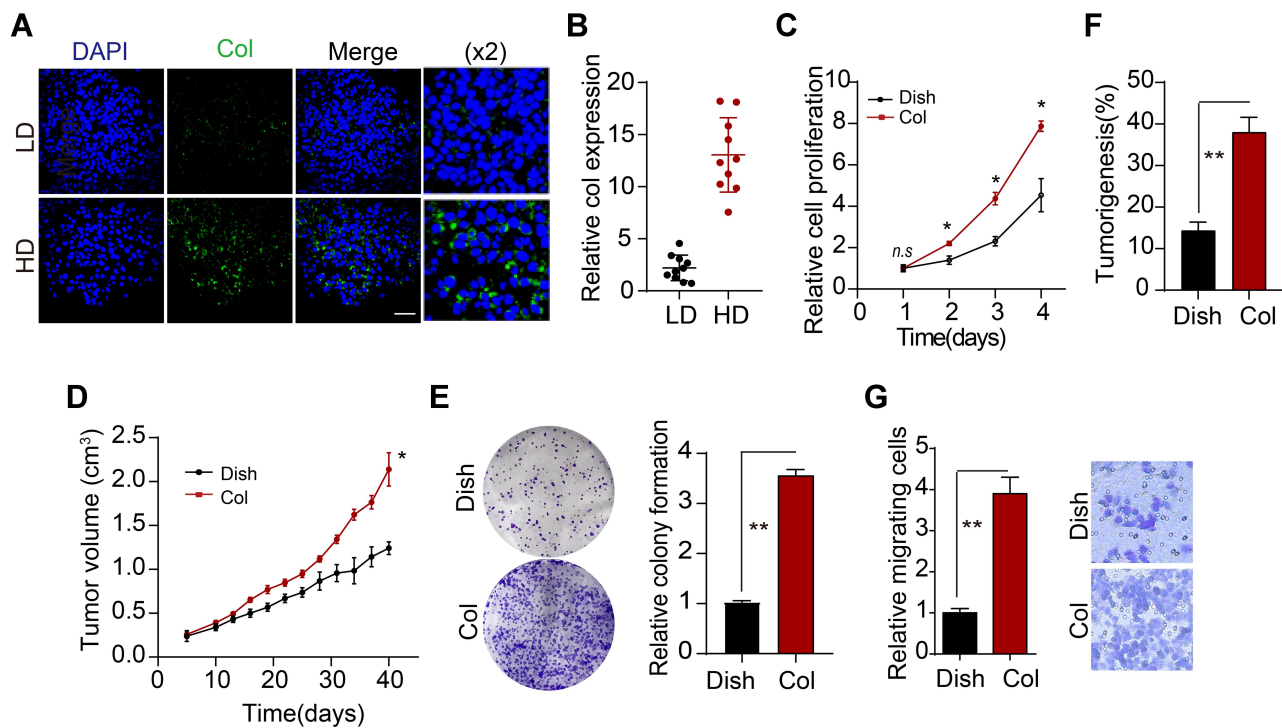 A
DAPI
Col
Merge
(x2)
LD
HD
B
Relative col expression
20
15
10
5
0
LD
HD
C
Relative cell proliferation
10
8
6
4
2
0
Dish
Col
n.s
*
*
*
0
1
2
3
4
Time(days)
F
Tumorigenesis(%)
50
40
30
20
10
0
**
Dish
Col
D
Tumor volume (cm³)
2.5
2.0
1.5
1.0
0.5
0.0
Dish
Col
*
0
10
20
30
40
Time(days)
E
Dish
Col
Relative colony formation
4
3
2
1
0
**
Dish
Col
G
Relative migrating cells
5
4
3
2
1
0
**
Dish
Col
Dish
Col